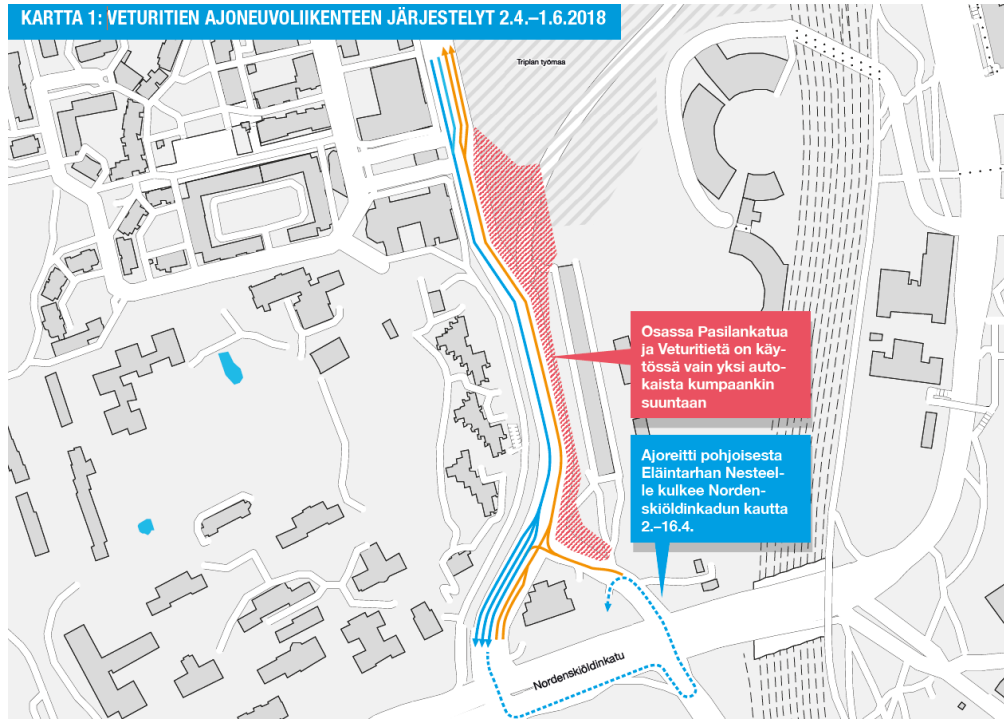 KARTTA 1: VETURITIEN AJONEUVOLIIKENTEEN JÄRJESTELYT 2.4.–1.6.2018
Triplan työmaa
Osassa Pasilankatua
ja Veturitietä on käy-
tössä vain yksi auto-
kaista kumpaankin
suuntaan
Ajoreitti pohjoisesta
Eläintarhan Nesteel-
le kulkee Norden-
skiöldinkadun kautta
2.–16.4.
Nordenskiöldinkatu